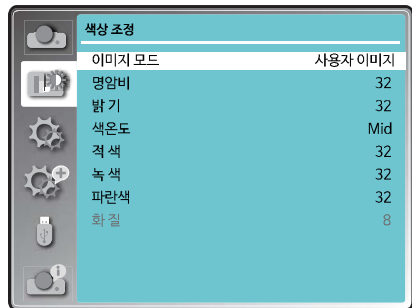 색상 조정
이미지 모드 사용자 이미지
명암비 32
밝 기 32
색온도 Mid
적 색 32
녹 색 32
파란색 32
화 질 8